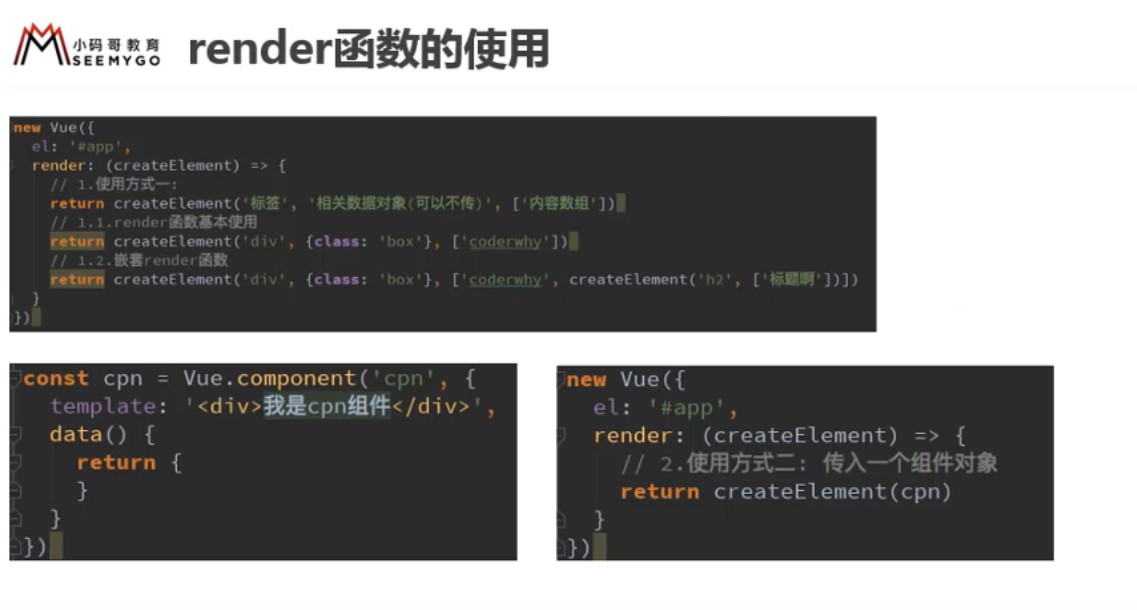 小码哥教育
SEEMYGO
render函数的使用
new Vue({
el: '#app',
render: (createElement) => {
// 1.使用方式一:
return createElement('标签', '相关数据对象(可以不传)', ['内容数组'])
// 1.1.render函数基本使用
return createElement('div', {class: 'box'}, ['coderwhy'])
// 1.2.嵌套render函数
return createElement('div', {class: 'box'}, ['coderwhy', createElement('h2', ['标题啊'])])
}
})
const cpn = Vue.component('cpn', {
template: '<div>我是cpn组件</div>',
data() {
return {
}
}
})
new Vue({
el: '#app',
render: (createElement) => {
// 2.使用方式二: 传入一个组件对象
return createElement(cpn)
}
})